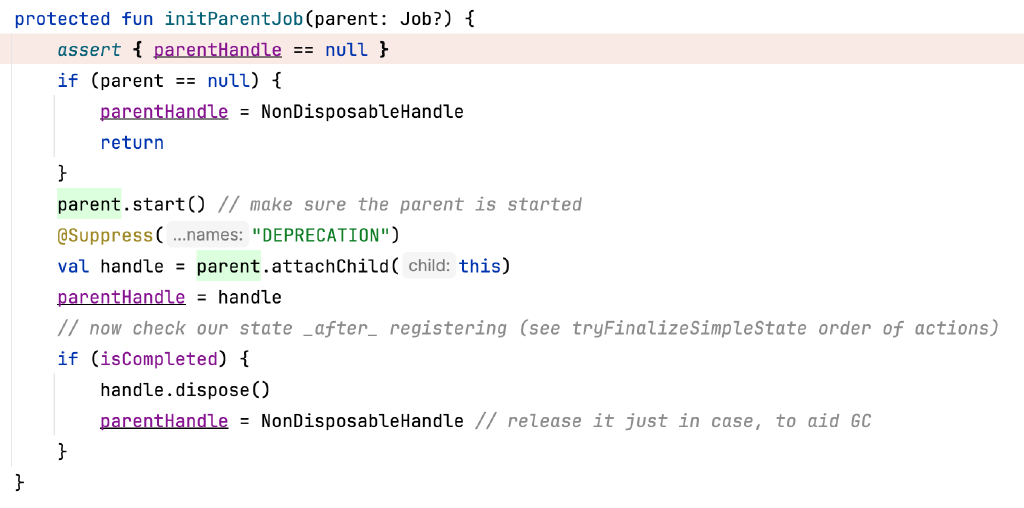 protected fun initParentJob(parent: Job?) {
    assert { parentHandle == null }
    if (parent == null) {
        parentHandle = NonDisposableHandle
        return
    }
    parent.start() // make sure the parent is started
    @Suppress( ...names: "DEPRECATION")
    val handle = parent.attachChild( child: this)
    parentHandle = handle
    // now check our state _after_ registering (see tryFinalizeSimpleState order of actions)
    if (isCompleted) {
        handle.dispose()
        parentHandle = NonDisposableHandle // release it just in case, to aid GC
    }
}